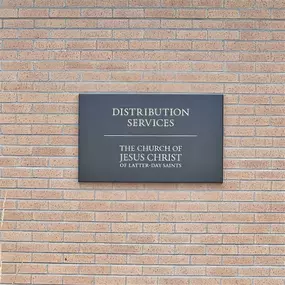 DISTRIBUTION
SERVICES
THE CHURCH OF
JESUS CHRIST
OF LATTER-DAY SAINTS